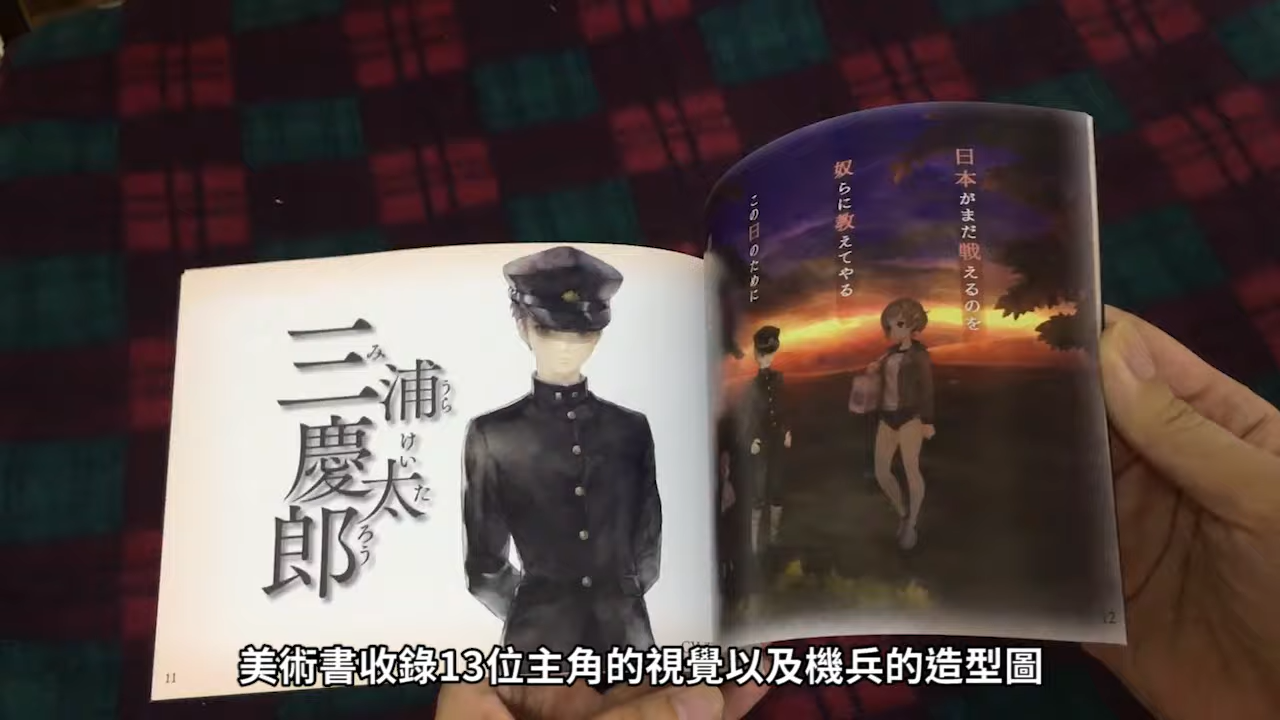 三浦慶太郎
み
うら
けい
た
ろう
日本がまだ戦えるのを
奴らに教えてやる
この日のために
11
12
美術書收錄13位主角的視覺以及機兵的造型圖